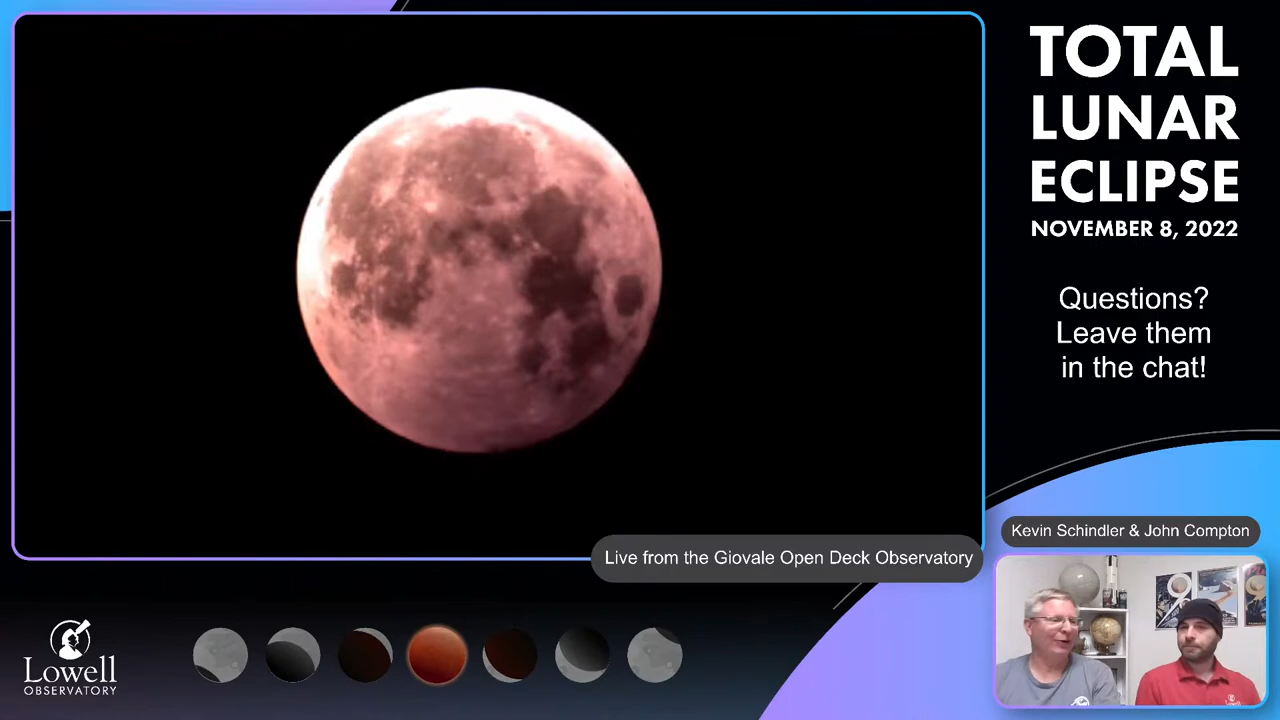 TOTAL
LUNAR
ECLIPSE
NOVEMBER 8, 2022
Questions?
Leave them
in the chat!
Kevin Schindler & John Compton
Live from the Giovale Open Deck Observatory
Lowell
OBSERVATORY